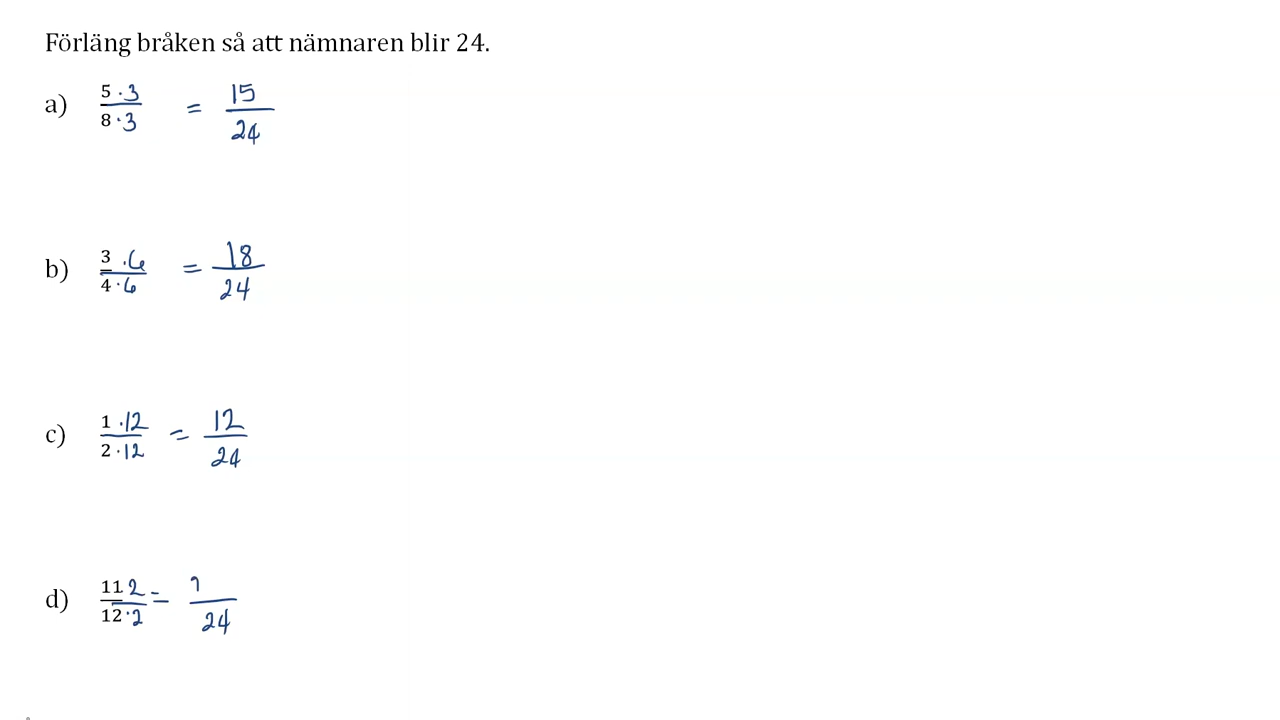 Förläng bråken så att nämnaren blir 24.
a) 5 · 3 / 8 · 3 = 15 / 24
b) 3 · 6 / 4 · 6 = 18 / 24
c) 1 · 12 / 2 · 12 = 12 / 24
d) 11 2 / 12 · 2 = / 24